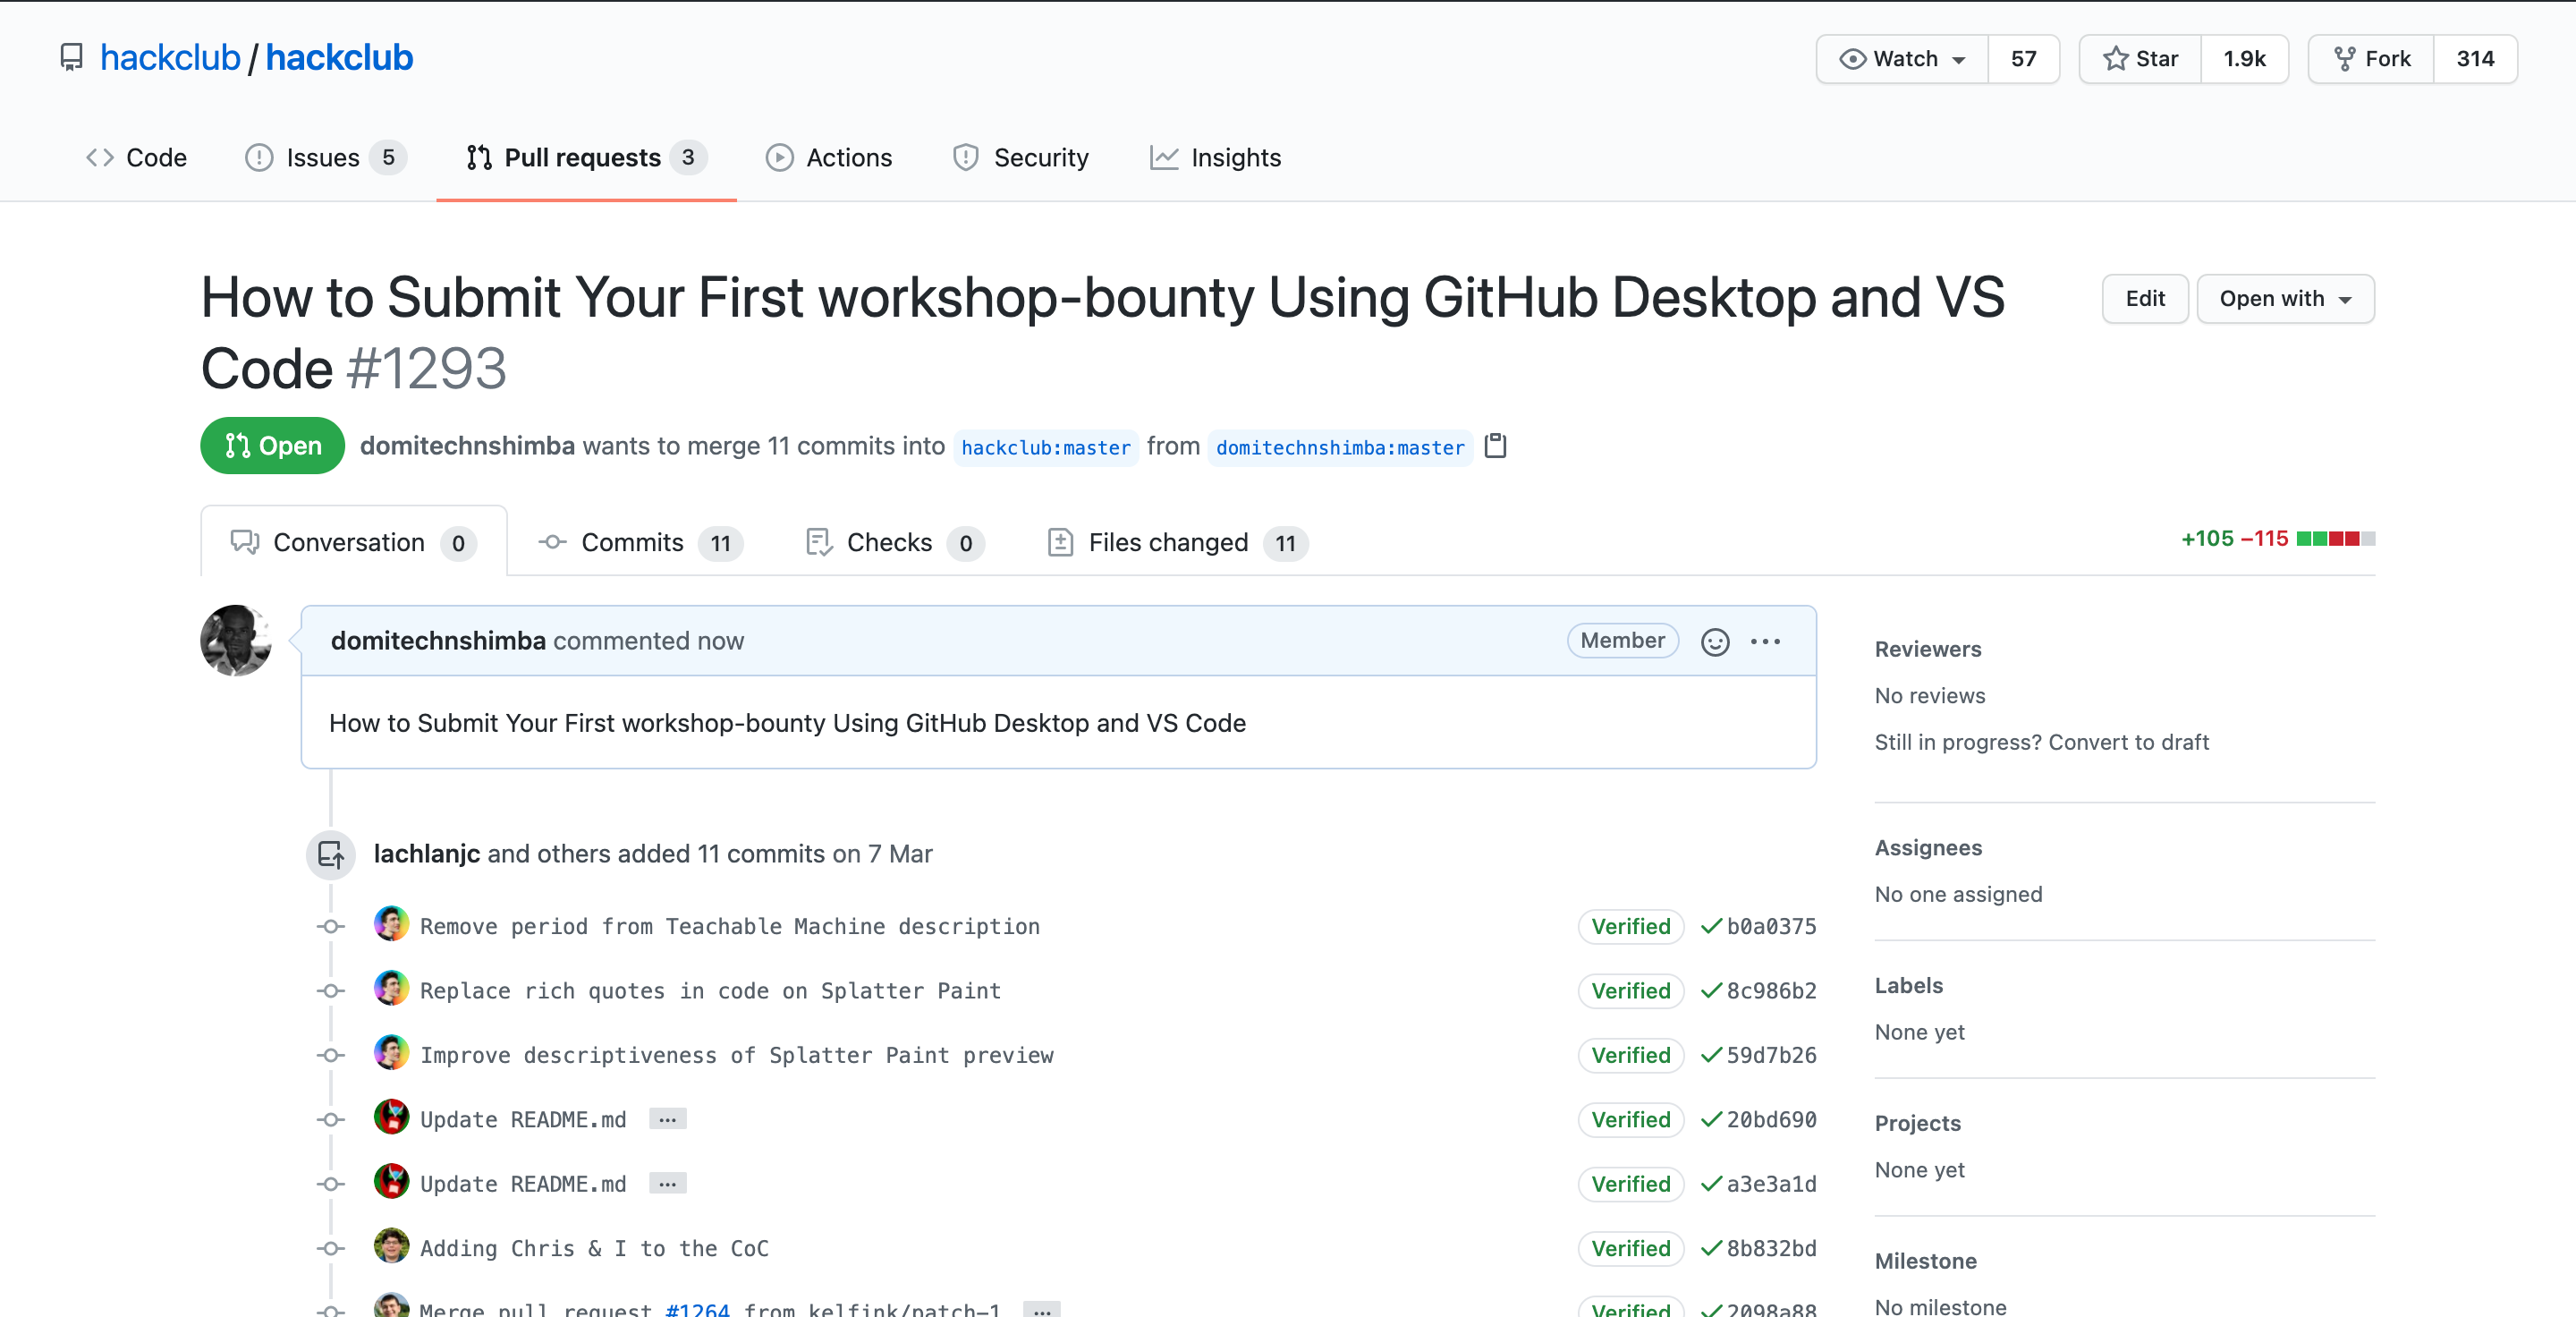 hackclub / hackclub
Watch 57
Star 1.9k
Fork 314
Code
Issues 5
Pull requests 3
Actions
Security
Insights
How to Submit Your First workshop-bounty Using GitHub Desktop and VS
Code #1293
Edit
Open with
Open
domitechnshimba wants to merge 11 commits into hackclub:master from domitechnshimba:master
Conversation 0
Commits 11
Checks 0
Files changed 11
+105 −115
domitechnshimba commented now
Member
How to Submit Your First workshop-bounty Using GitHub Desktop and VS Code
lachlanjc and others added 11 commits on 7 Mar
Remove period from Teachable Machine description Verified b0a0375
Replace rich quotes in code on Splatter Paint Verified 8c986b2
Improve descriptiveness of Splatter Paint preview Verified 59d7b26
Update README.md … Verified 20bd690
Update README.md … Verified a3e3a1d
Adding Chris & I to the CoC Verified 8b832bd
Merge pull request #1264 from kelfink/patch-1 … Verified 2098a88
Reviewers
No reviews
Still in progress? Convert to draft
Assignees
No one assigned
Labels
None yet
Projects
None yet
Milestone
No milestone